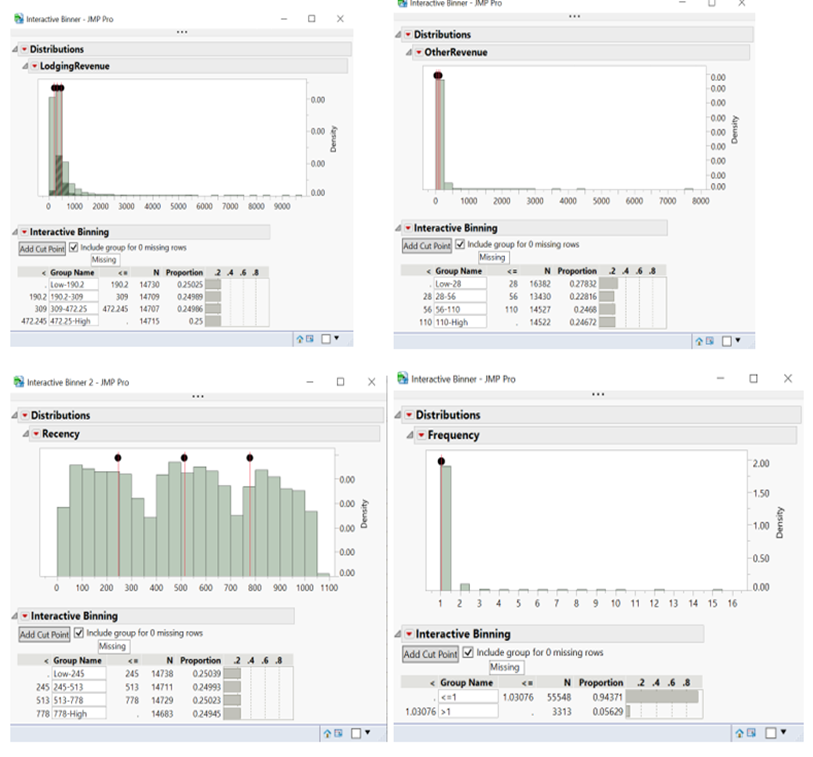 Interactive Binner - JMP Pro
Distributions
LodgingRevenue
0.00
0.00
0.00
0.00
Density
0 1000 2000 3000 4000 5000 6000 7000 8000 9000
Interactive Binning
Add Cut Point Include group for 0 missing rows
Missing
< Group Name <= N Proportion .2 .4 .6 .8
. Low-190.2 190.2 14730 0.25025
190.2 190.2-309 309 14709 0.24989
309 309-472.25 472.245 14707 0.24986
472.245 472.25-High . 14715 0.25
Interactive Binner - JMP Pro
Distributions
OtherRevenue
0.00
0.00
0.00
0.00
0.00
0.00
0.00
0.00
0.00
Density
0 1000 2000 3000 4000 5000 6000 7000 8000
Interactive Binning
Add Cut Point Include group for 0 missing rows
Missing
< Group Name <= N Proportion .2 .4 .6 .8
. Low-28 28 16382 0.27832
28 28-56 56 13430 0.22816
56 56-110 110 14527 0.2468
110 110-High . 14522 0.24672
Interactive Binner 2 - JMP Pro
Distributions
Recency
0.00
0.00
0.00
0.00
0.00
Density
0 100 200 300 400 500 600 700 800 900 1000 1100
Interactive Binning
Add Cut Point Include group for 0 missing rows
Missing
< Group Name <= N Proportion .2 .4 .6 .8
. Low-245 245 14738 0.25039
245 245-513 513 14711 0.24993
513 513-778 778 14729 0.25023
778 778-High . 14683 0.24945
Interactive Binner - JMP Pro
Distributions
Frequency
2.00
1.50
1.00
0.50
0.00
Density
1 2 3 4 5 6 7 8 9 10 11 12 13 14 15 16
Interactive Binning
Add Cut Point Include group for 0 missing rows
Missing
< Group Name <= N Proportion .2 .4 .6 .8
. <=1 1.03076 55548 0.94371
1.03076 >1 . 3313 0.05629